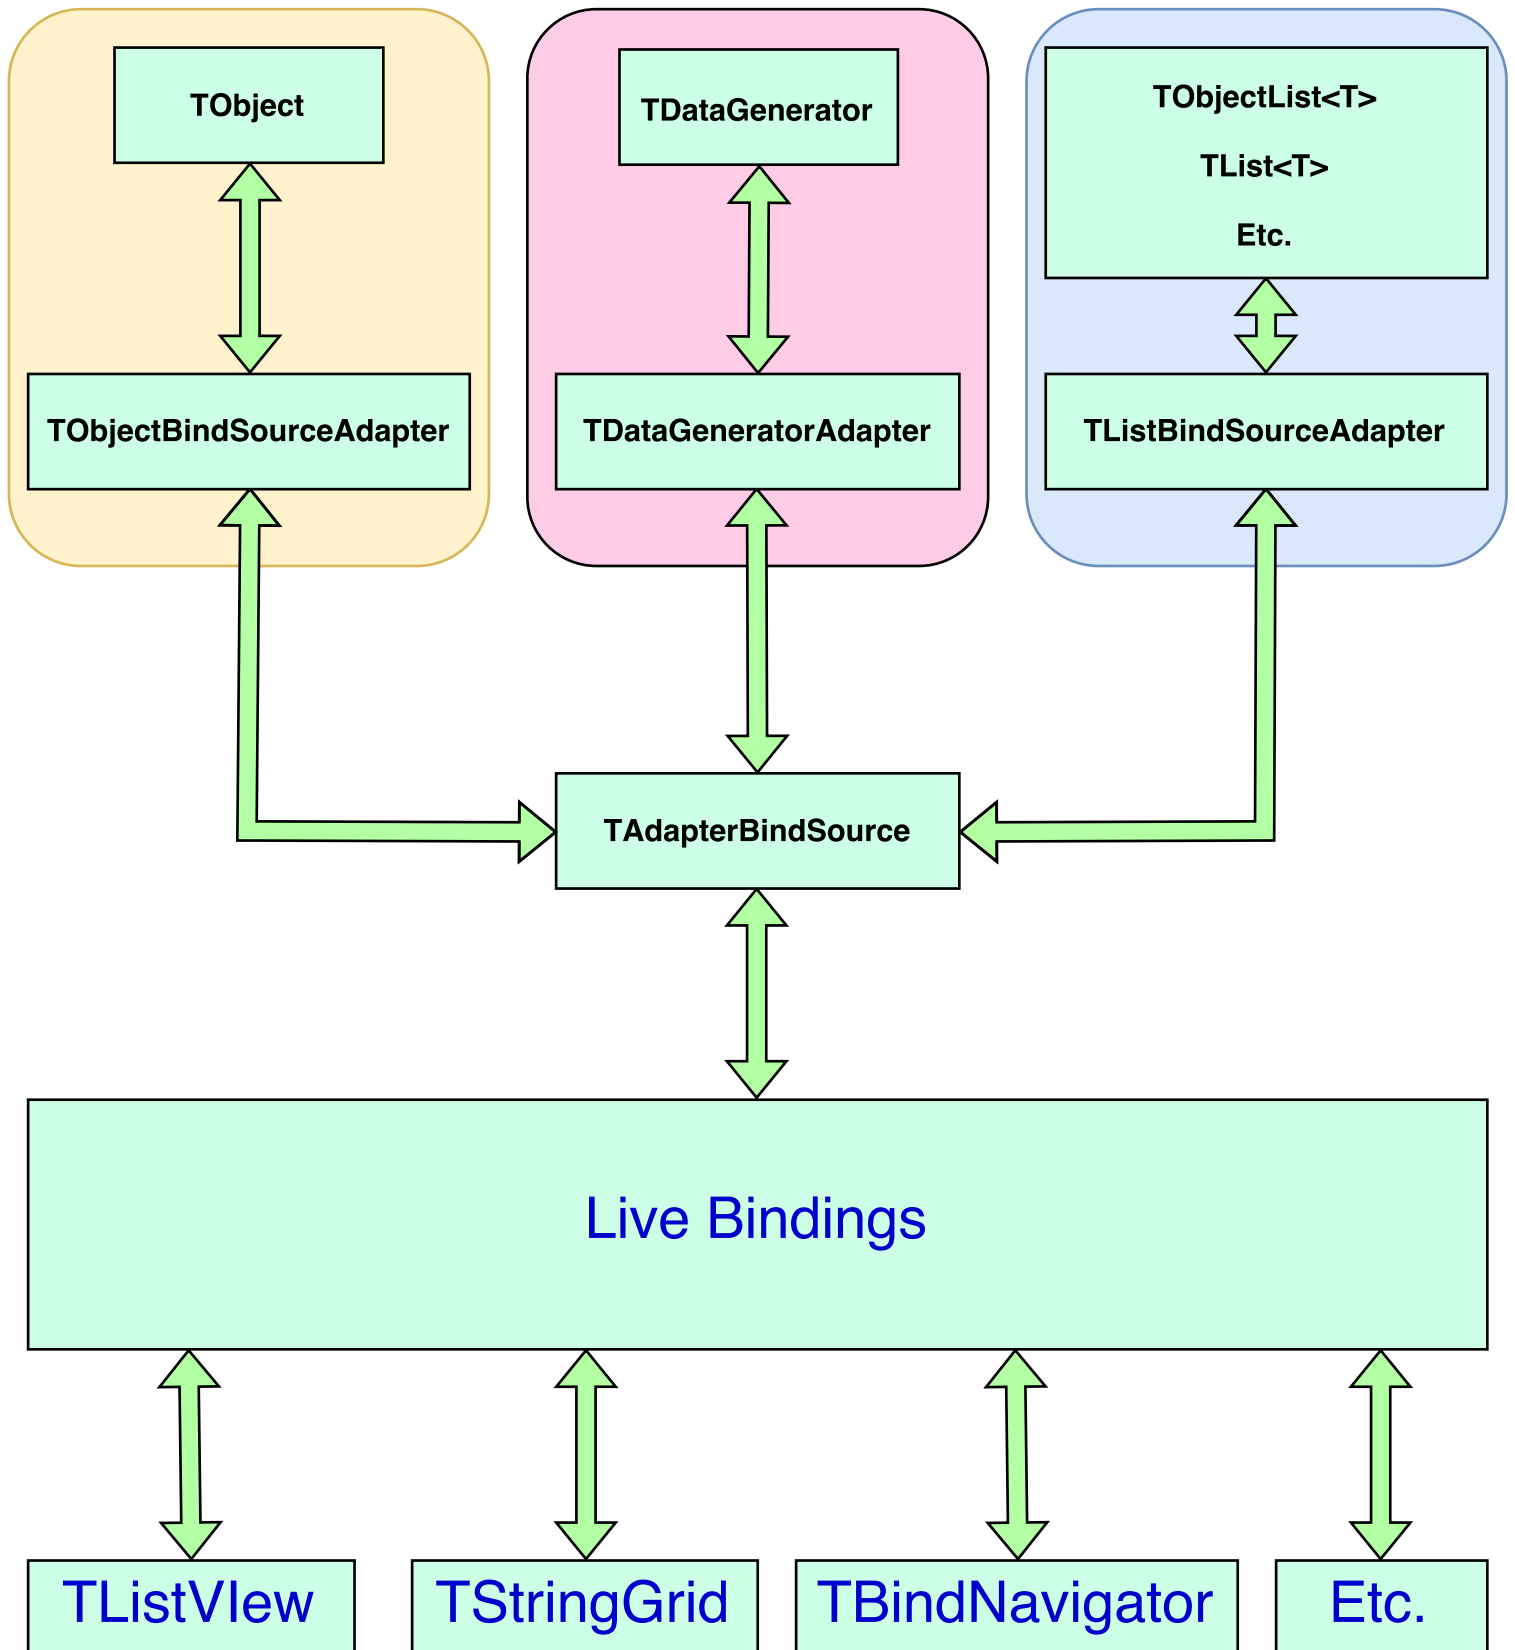 TObject
TDataGenerator
TObjectList<T>
TList<T>
Etc.
TObjectBindSourceAdapter
TDataGeneratorAdapter
TListBindSourceAdapter
TAdapterBindSource
Live Bindings
TListVIew
TStringGrid
TBindNavigator
Etc.